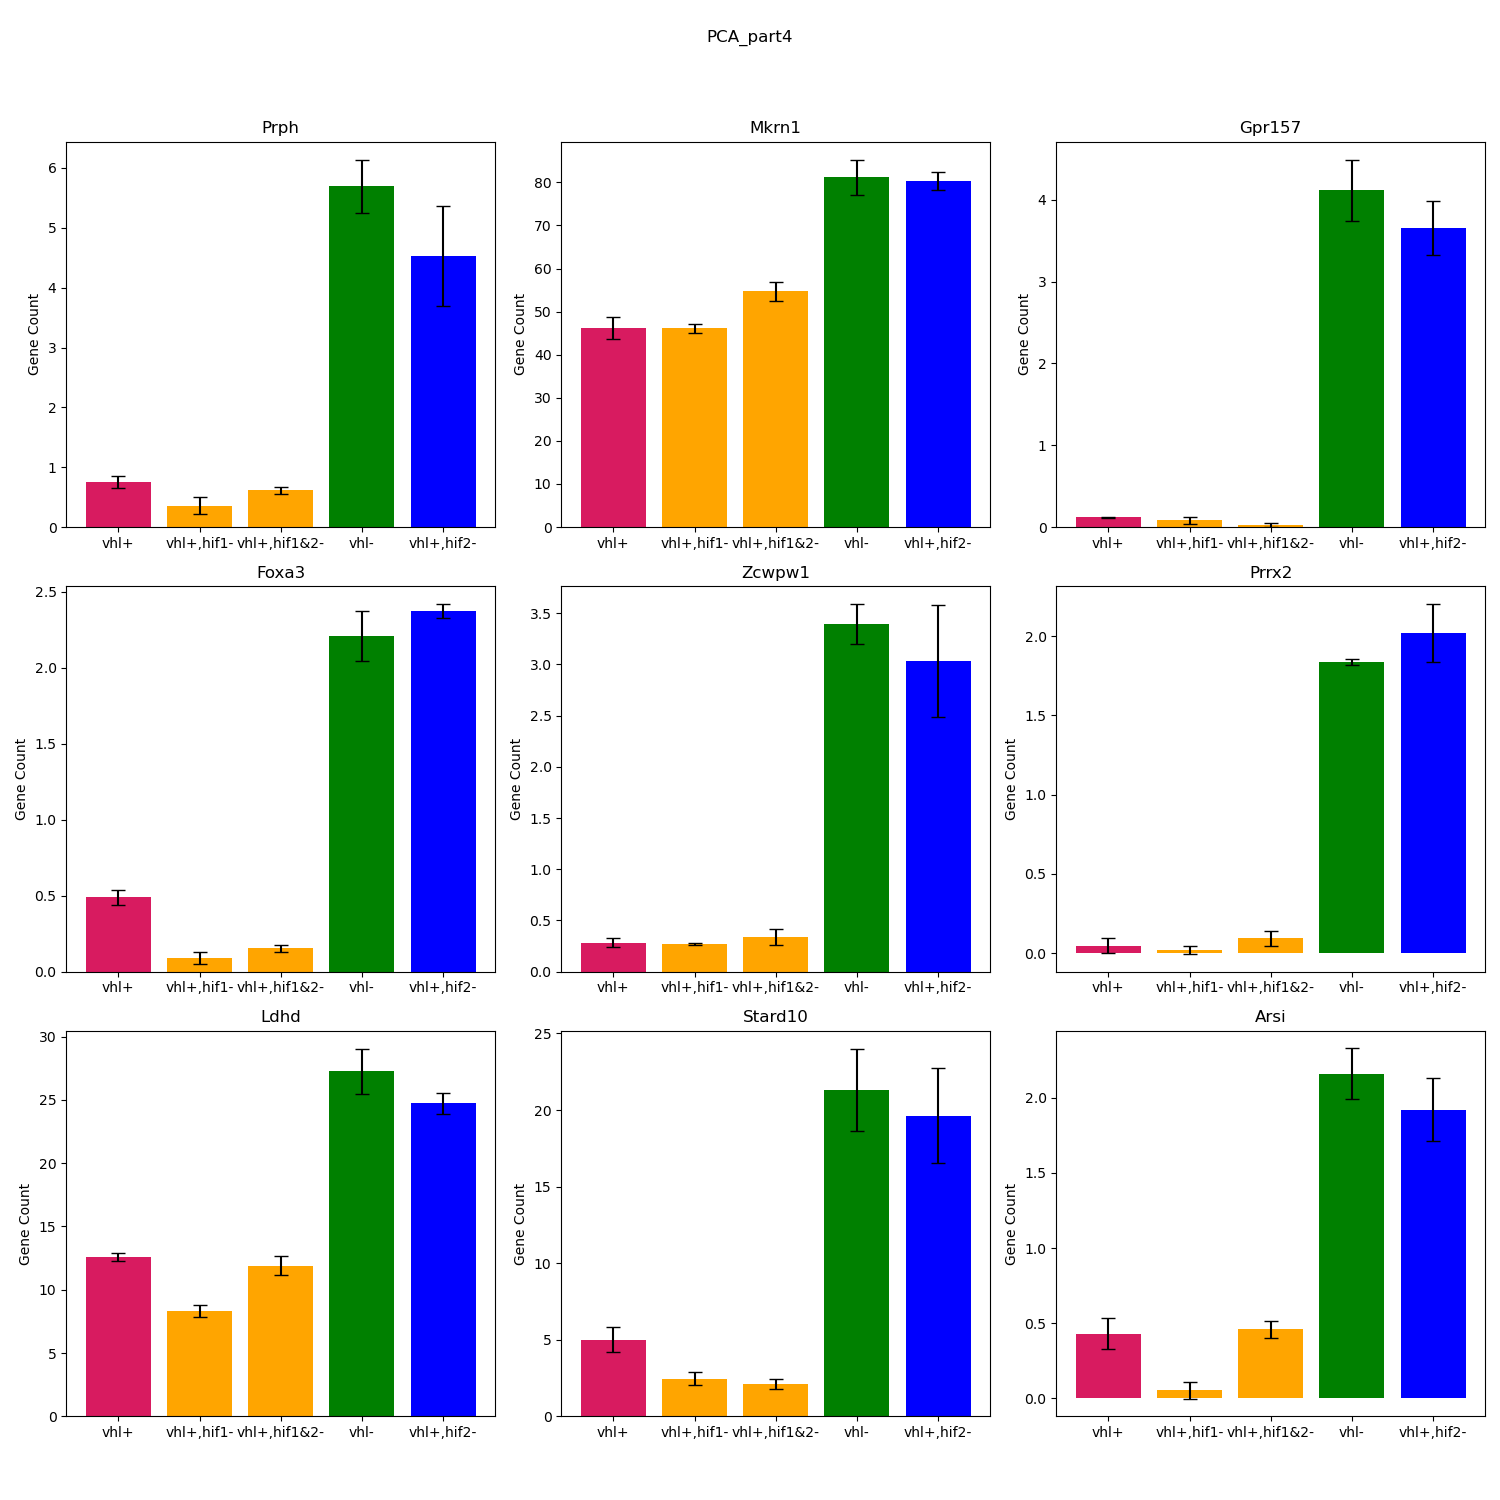 PCA_part4
Prph
Gene Count
6
5
4
3
2
1
0
vhl+ vhl+,hif1- vhl+,hif1&2- vhl- vhl+,hif2-
Mkrn1
Gene Count
80
70
60
50
40
30
20
10
0
vhl+ vhl+,hif1- vhl+,hif1&2- vhl- vhl+,hif2-
Gpr157
Gene Count
4
3
2
1
0
vhl+ vhl+,hif1- vhl+,hif1&2- vhl- vhl+,hif2-
Foxa3
Gene Count
2.5
2.0
1.5
1.0
0.5
0.0
vhl+ vhl+,hif1- vhl+,hif1&2- vhl- vhl+,hif2-
Zcwpw1
Gene Count
3.5
3.0
2.5
2.0
1.5
1.0
0.5
0.0
vhl+ vhl+,hif1- vhl+,hif1&2- vhl- vhl+,hif2-
Prrx2
Gene Count
2.0
1.5
1.0
0.5
0.0
vhl+ vhl+,hif1- vhl+,hif1&2- vhl- vhl+,hif2-
Ldhd
Gene Count
30
25
20
15
10
5
0
vhl+ vhl+,hif1- vhl+,hif1&2- vhl- vhl+,hif2-
Stard10
Gene Count
25
20
15
10
5
0
vhl+ vhl+,hif1- vhl+,hif1&2- vhl- vhl+,hif2-
Arsi
Gene Count
2.0
1.5
1.0
0.5
0.0
vhl+ vhl+,hif1- vhl+,hif1&2- vhl- vhl+,hif2-